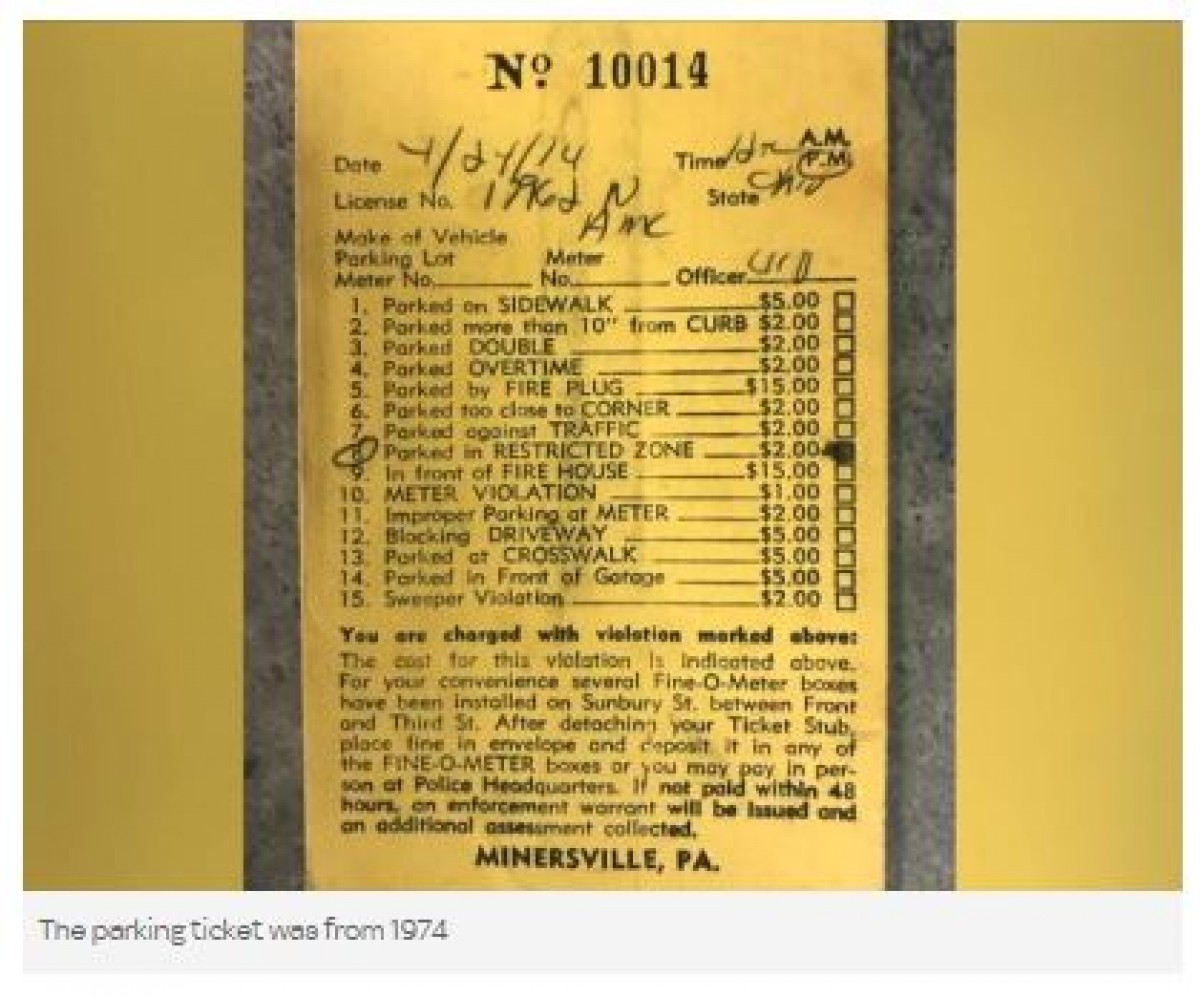 Nº 10014
Date Time A.M.
P.M.
License No. State Ohio
Make of Vehicle AMC
Parking Lot Meter
Meter No. No. Officer
1. Parked on SIDEWALK $5.00
2. Parked more than 10" from CURB $2.00
3. Parked DOUBLE $2.00
4. Parked OVERTIME $2.00
5. Parked by FIRE PLUG $15.00
6. Parked too close to CORNER $2.00
7. Parked against TRAFFIC $2.00
8. Parked in RESTRICTED ZONE $2.00
9. In front of FIRE HOUSE $15.00
10. METER VIOLATION $1.00
11. Improper Parking at METER $2.00
12. Blocking DRIVEWAY $5.00
13. Parked at CROSSWALK $5.00
14. Parked in Front of Garage $5.00
15. Sweeper Violation $2.00
You are charged with violation marked above:
The cost for this violation is indicated above.
For your convenience several Fine-O-Meter boxes
have been installed on Sunbury St. between Front
and Third St. After detaching your Ticket Stub,
place fine in envelope and deposit it in any of
the FINE-O-METER boxes or you may pay in per-
son at Police Headquarters. If not paid within 48
hours, an enforcement warrant will be issued and
an additional assessment collected.
MINERSVILLE, PA.
The parking ticket was from 1974